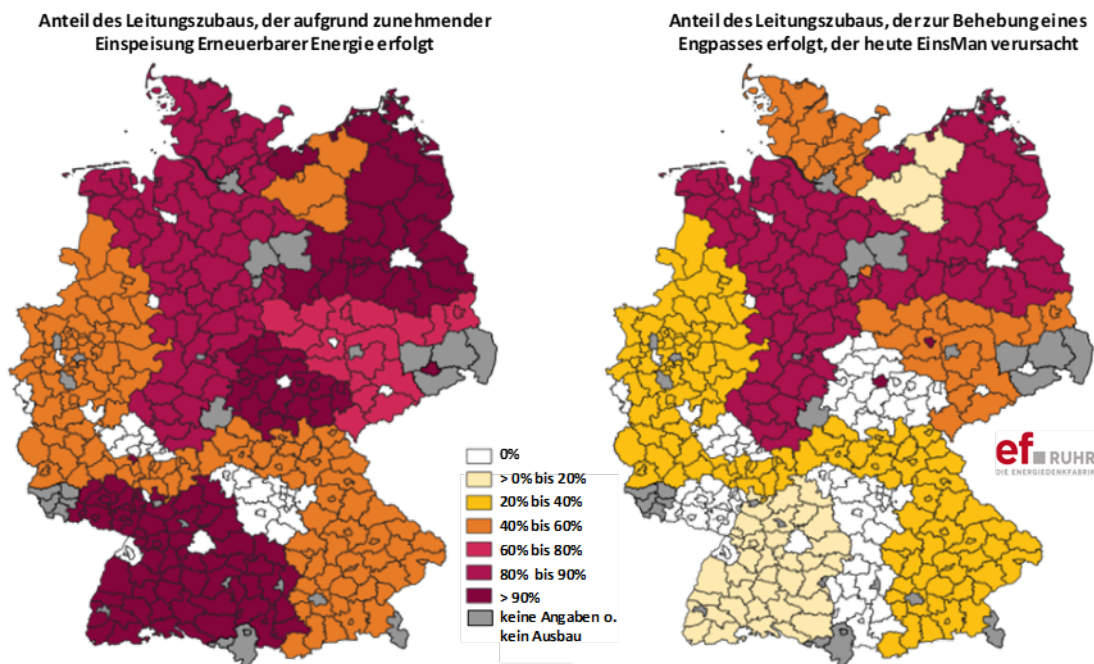 Anteil des Leitungszubaus, der aufgrund zunehmender
Einspeisung Erneuerbarer Energie erfolgt
Anteil des Leitungszubaus, der zur Behebung eines
Engpasses erfolgt, der heute EinsMan verursacht
0%
> 0% bis 20%
20% bis 40%
40% bis 60%
60% bis 80%
80% bis 90%
> 90%
keine Angaben o.
kein Ausbau
ef RUHR
DIE ENERGIEDENKFABRIK